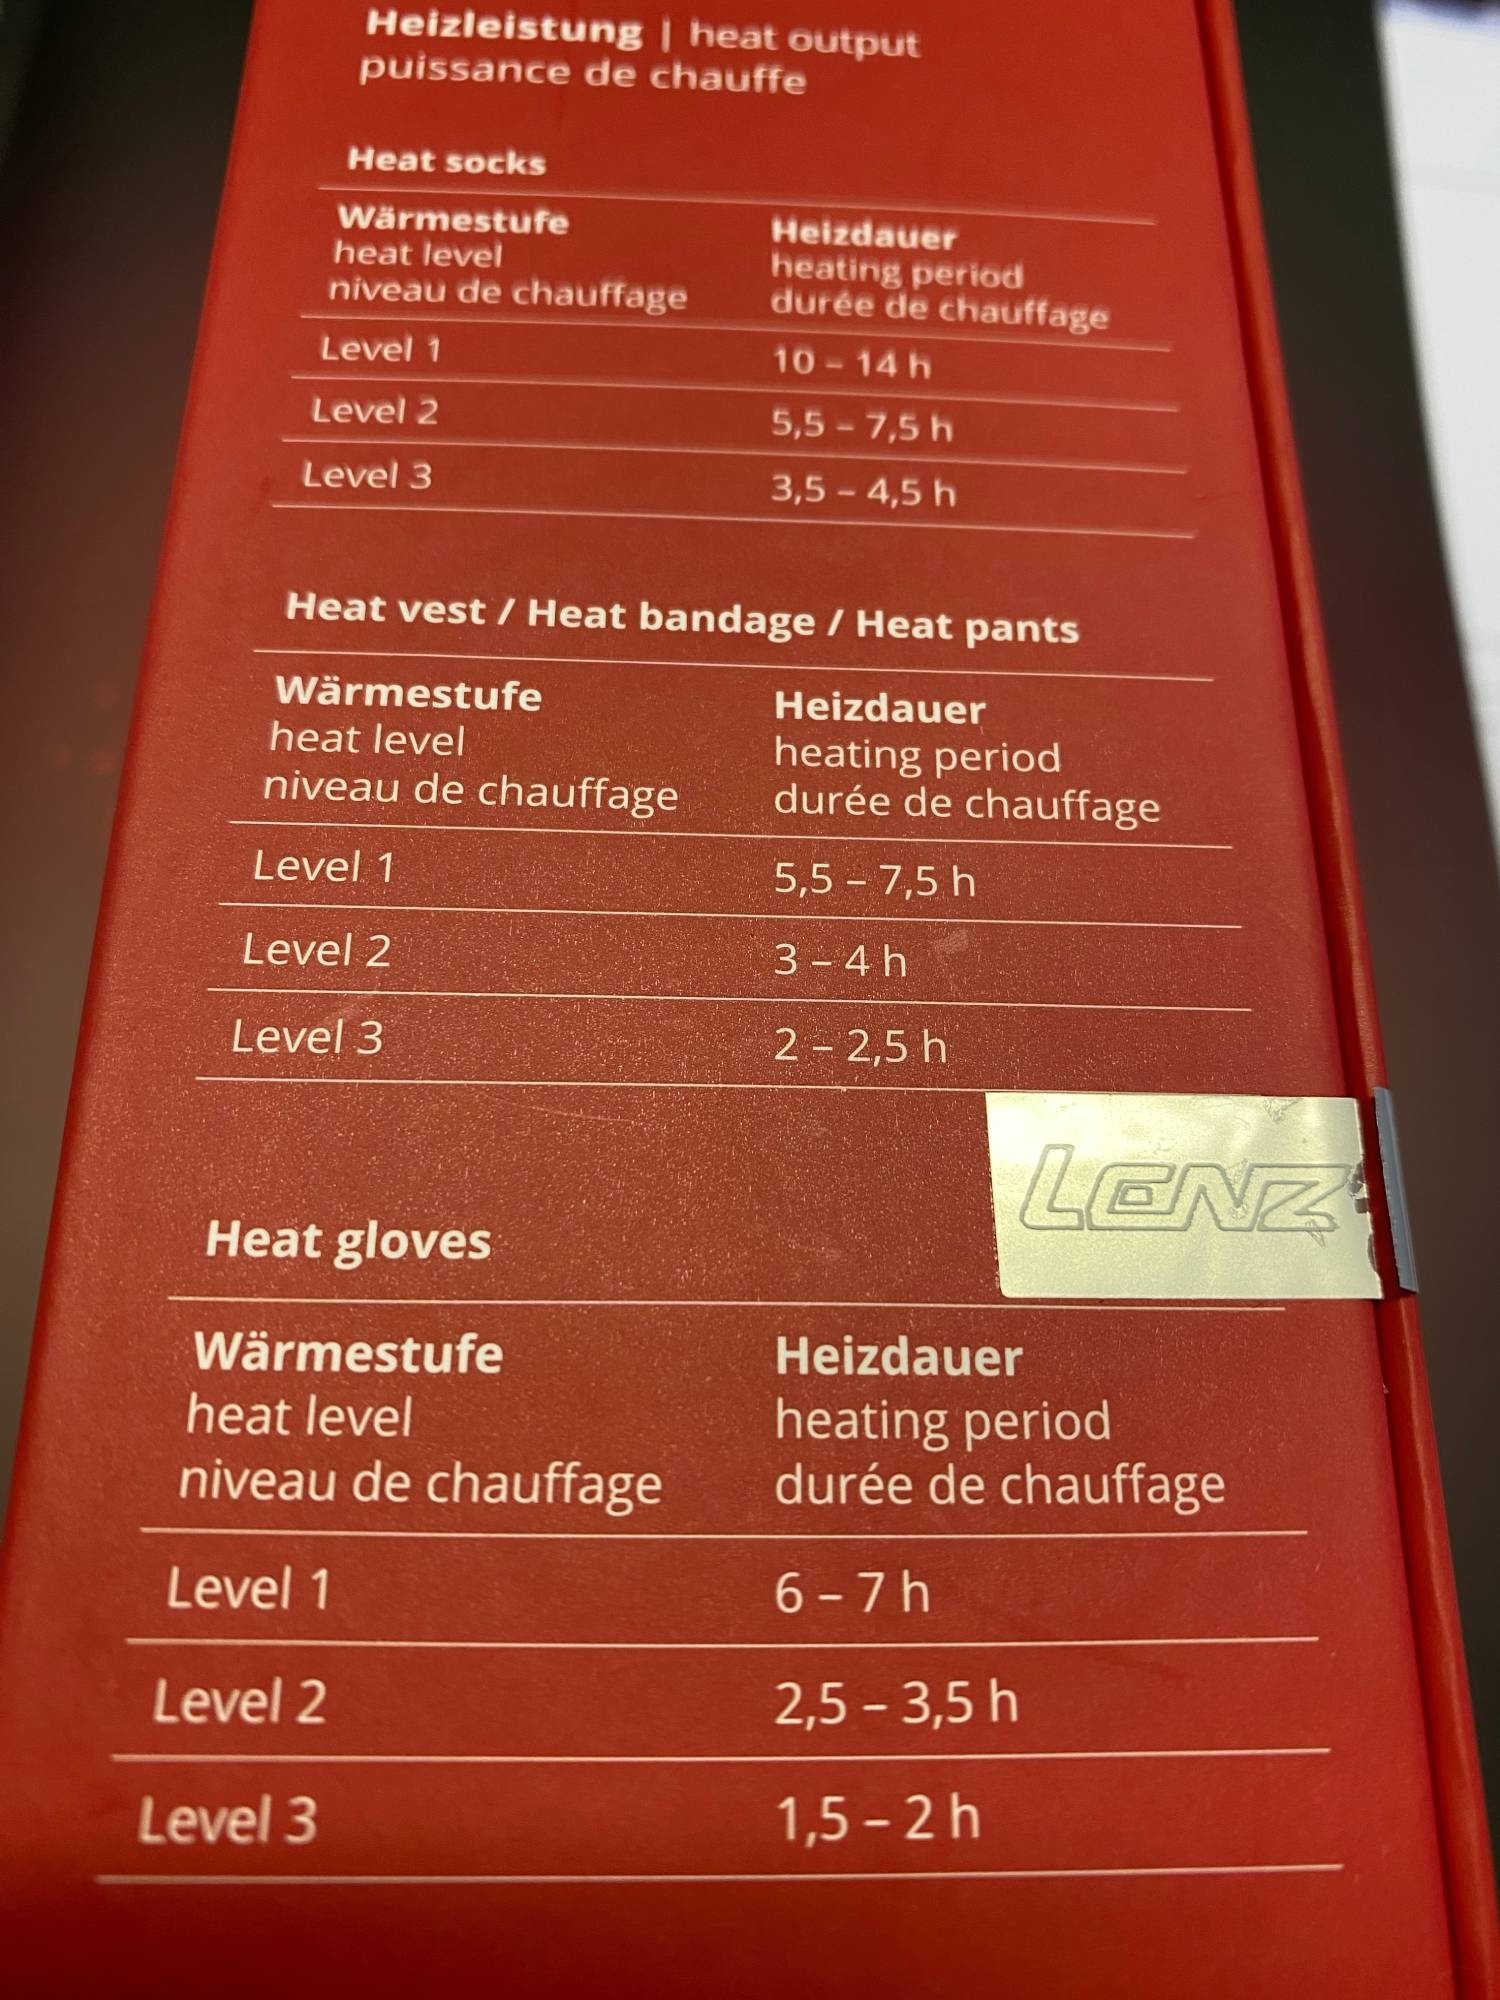 Heizleistung | heat output
puissance de chauffe
Heat socks
Wärmestufe Heizdauer
heat level heating period
niveau de chauffage durée de chauffage
Level 1 10 – 14 h
Level 2 5,5 – 7,5 h
Level 3 3,5 – 4,5 h
Heat vest / Heat bandage / Heat pants
Wärmestufe Heizdauer
heat level heating period
niveau de chauffage durée de chauffage
Level 1 5,5 – 7,5 h
Level 2 3 – 4 h
Level 3 2 – 2,5 h
LENZ
Heat gloves
Wärmestufe Heizdauer
heat level heating period
niveau de chauffage durée de chauffage
Level 1 6 – 7 h
Level 2 2,5 – 3,5 h
Level 3 1,5 – 2 h